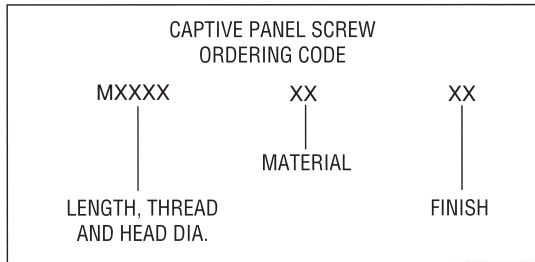 CAPTIVE PANEL SCREW
ORDERING CODE
MXXXX XX XX
MATERIAL
LENGTH, THREAD
AND HEAD DIA.
FINISH